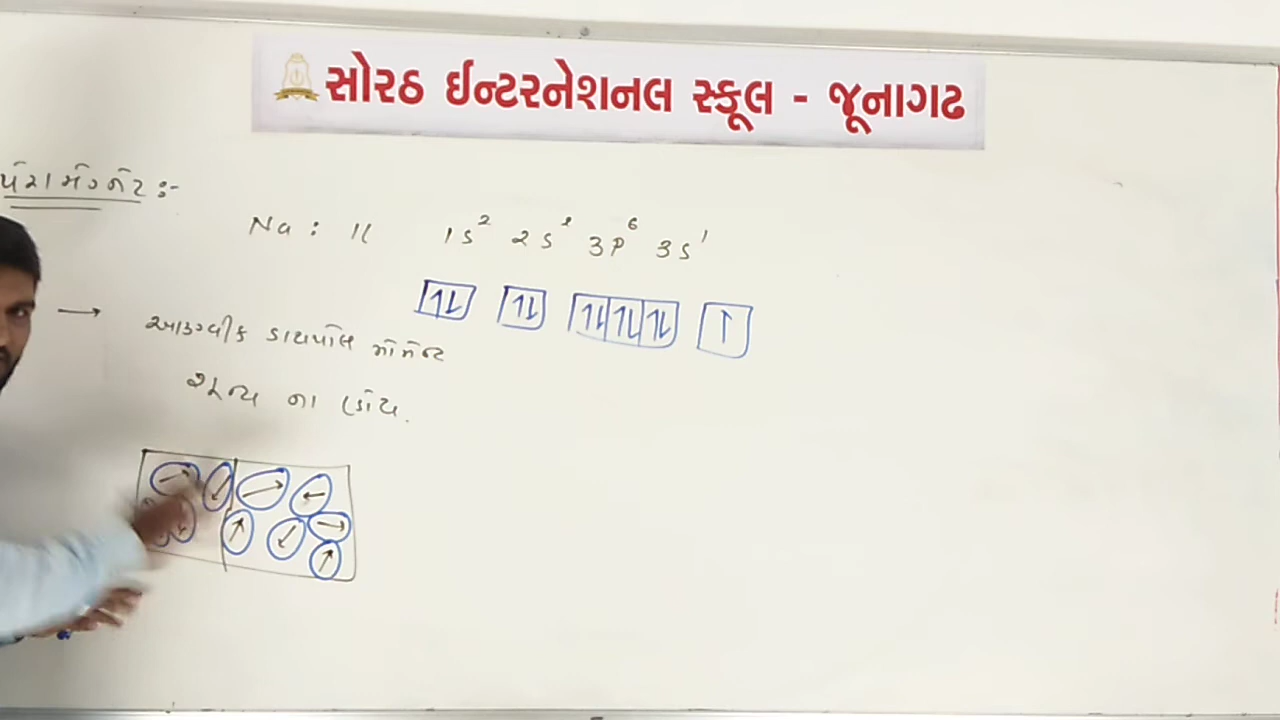 સોરઠ ઈન્ટરનેશનલ સ્કૂલ - જૂનાગઢ
પેરામેગ્નેટ :-
Na : 11 1s² 2s² 3p⁶ 3s¹
→ આણ્વીક ડાયપોલ મોમેન્ટ
શૂન્ય ના હોય.